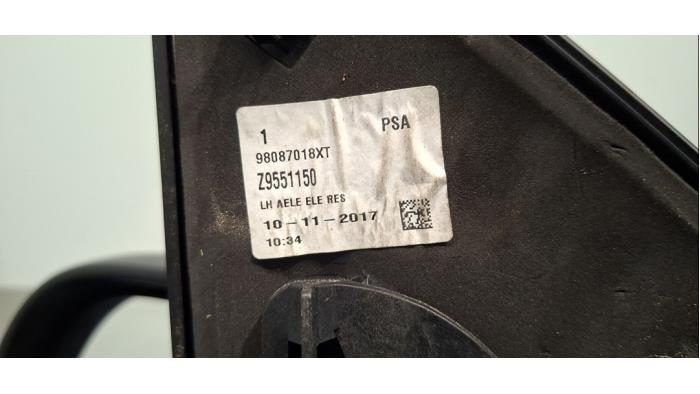 1 PSA
98087018XT
Z9551150
LH AELE ELE RES
10-11-2017
10:34